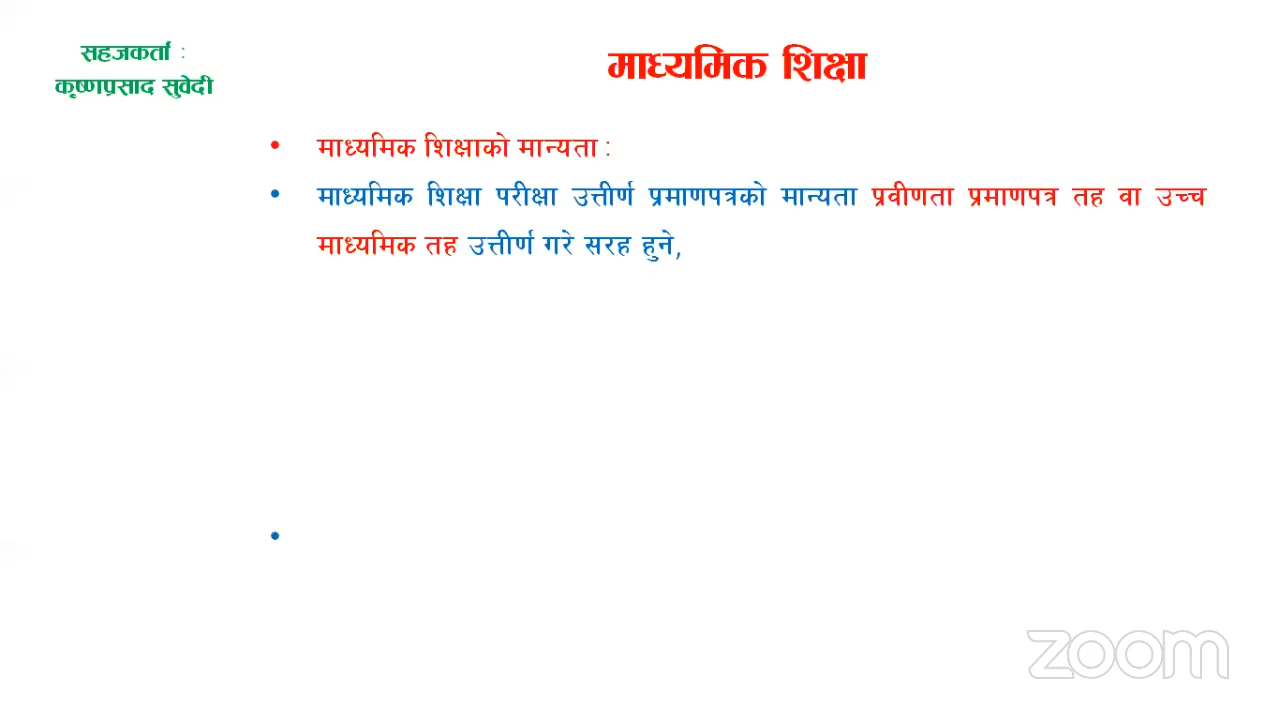 सहजकर्ता :
कृष्णप्रसाद सुवेदी
माध्यमिक शिक्षा
• माध्यमिक शिक्षाको मान्यता :
• माध्यमिक शिक्षा परीक्षा उत्तीर्ण प्रमाणपत्रको मान्यता प्रवीणता प्रमाणपत्र तह वा उच्च
माध्यमिक तह उत्तीर्ण गरे सरह हुने,
•
zoom